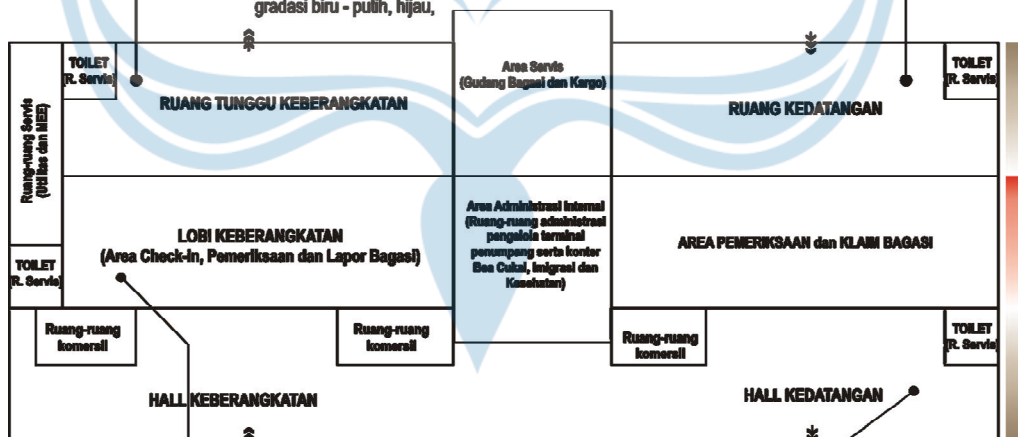 gradasi biru - putih, hijau,
TOILET
(R. Servis)
RUANG TUNGGU KEBERANGKATAN
Area Servis
(Gudang Bagasi dan Kargo)
TOILET
(R. Servis)
RUANG KEDATANGAN
Ruang-ruang Servis
(Utilitas dan MEE)
LOBI KEBERANGKATAN
(Area Check-in, Pemeriksaan dan Lapor Bagasi)
Area Administrasi Internal
(Ruang-ruang administrasi
pengelola terminal
penumpang serta konter
Bea Cukai, Imigrasi dan
Kesehatan)
AREA PEMERIKSAAN dan KLAIM BAGASI
TOILET
(R. Servis)
Ruang-ruang
komersil
Ruang-ruang
komersil
Ruang-ruang
komersil
TOILET
(R. Servis)
HALL KEBERANGKATAN
HALL KEDATANGAN